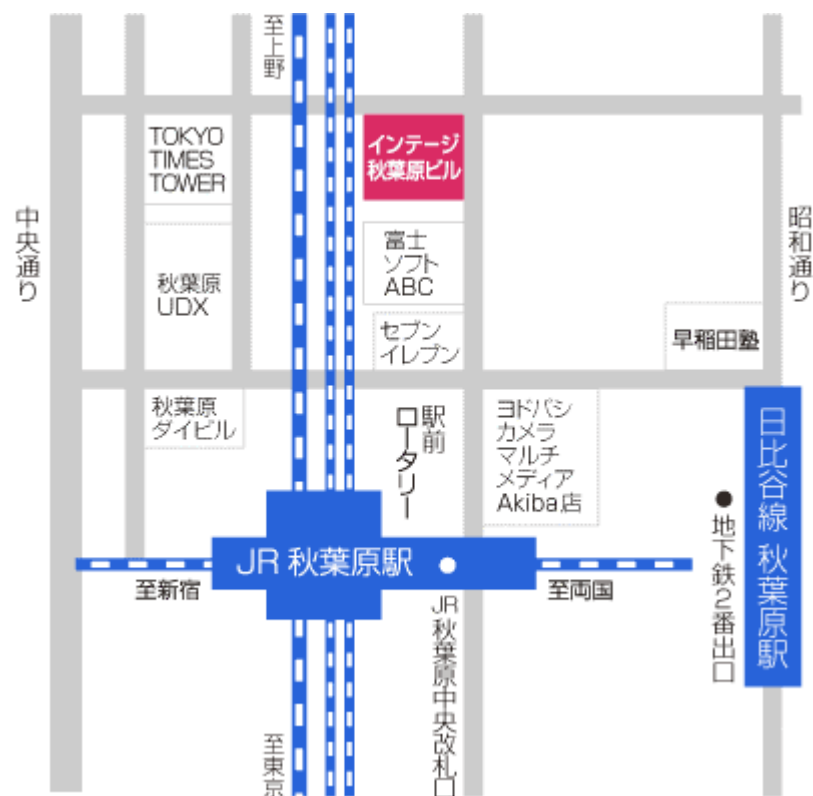 至上野
TOKYO
TIMES
TOWER
インテージ
秋葉原ビル
中央通り
昭和通り
富士
ソフト
ABC
秋葉原
UDX
セブン
イレブン
早稲田塾
秋葉原
ダイビル
駅前
ロータリー
ヨドバシ
カメラ
マルチ
メディア
Akiba店
日比谷線 秋葉原駅
●地下鉄2番出口
JR 秋葉原駅
至新宿
至両国
JR秋葉原中央改札口
至東京